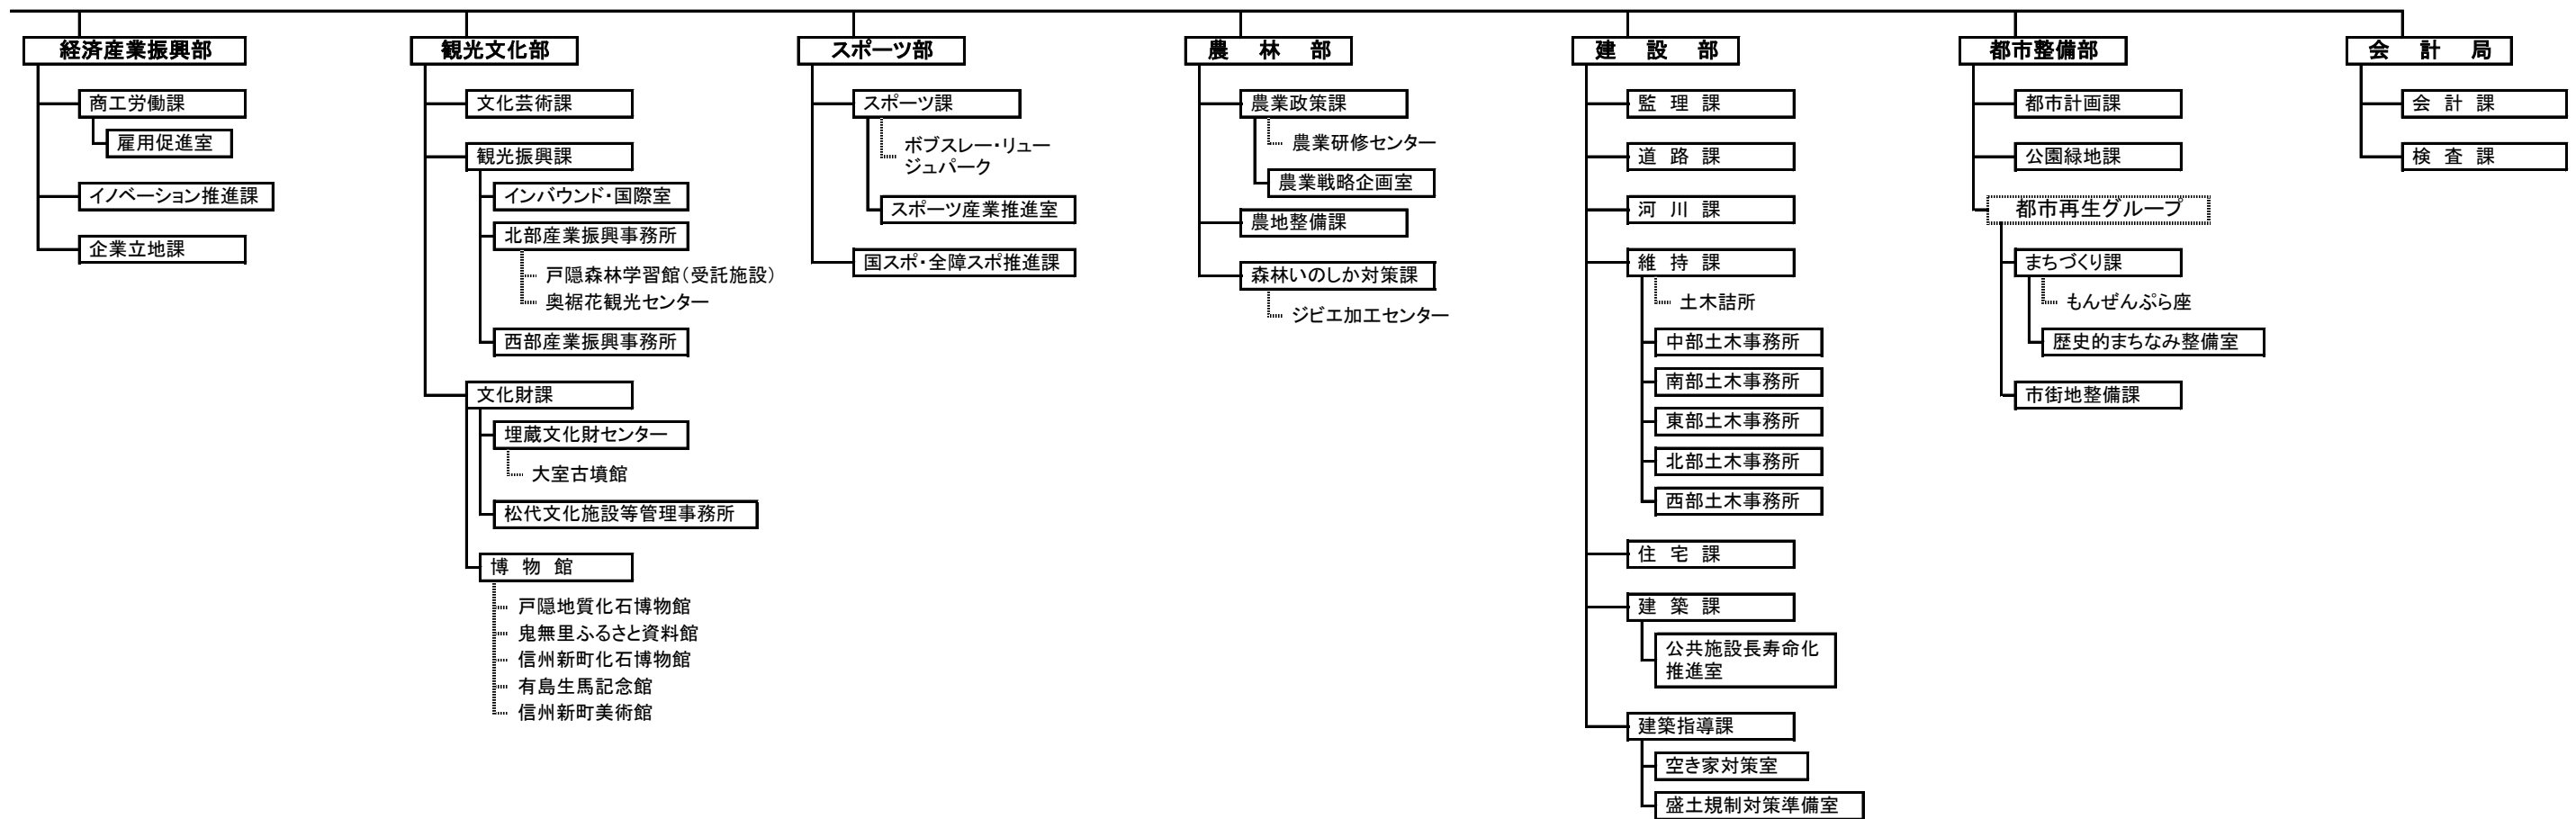 経済産業振興部
商工労働課
雇用促進室
イノベーション推進課
企業立地課
観光文化部
文化芸術課
観光振興課
インバウンド・国際室
北部産業振興事務所
戸隠森林学習館（受託施設）
奥裾花観光センター
西部産業振興事務所
文化財課
埋蔵文化財センター
大室古墳館
松代文化施設等管理事務所
博　物　館
戸隠地質化石博物館
鬼無里ふるさと資料館
信州新町化石博物館
有島生馬記念館
信州新町美術館
スポーツ部
スポーツ課
ボブスレー・リュー
ジュパーク
スポーツ産業推進室
国スポ・全障スポ推進課
農　林　部
農業政策課
農業研修センター
農業戦略企画室
農地整備課
森林いのしか対策課
ジビエ加工センター
建　設　部
監　理　課
道　路　課
河　川　課
維　持　課
土木詰所
中部土木事務所
南部土木事務所
東部土木事務所
北部土木事務所
西部土木事務所
住　宅　課
建　築　課
公共施設長寿命化
推進室
建築指導課
空き家対策室
盛土規制対策準備室
都市整備部
都市計画課
公園緑地課
都市再生グループ
まちづくり課
もんぜんぷら座
歴史的まちなみ整備室
市街地整備課
会　計　局
会　計　課
検　査　課